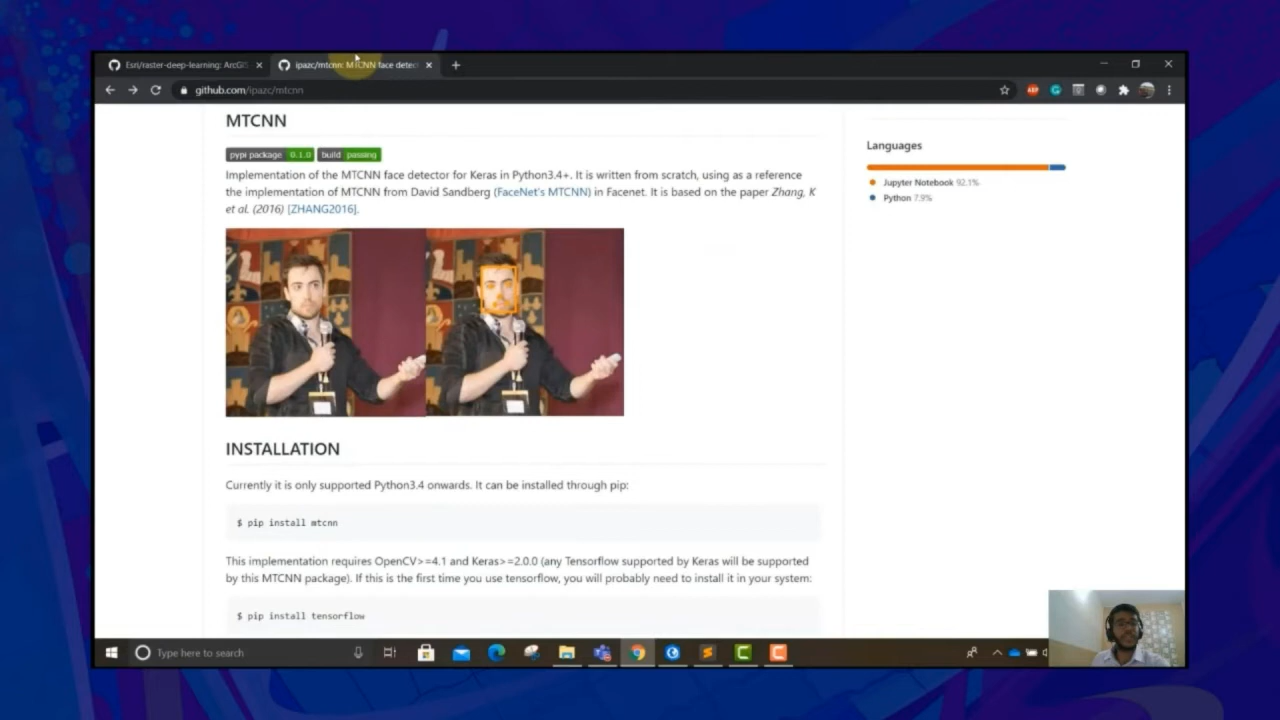 Esri/raster-deep-learning: ArcGIS
ipazc/mtcnn: MTCNN face detec
github.com/ipazc/mtcnn
ABP
MTCNN
pypi package 0.1.0 build passing
Implementation of the MTCNN face detector for Keras in Python3.4+. It is written from scratch, using as a reference
the implementation of MTCNN from David Sandberg (FaceNet's MTCNN) in Facenet. It is based on the paper Zhang, K
et al. (2016) [ZHANG2016].
Languages
Jupyter Notebook 92.1%
Python 7.9%
INSTALLATION
Currently it is only supported Python3.4 onwards. It can be installed through pip:
$ pip install mtcnn
This implementation requires OpenCV>=4.1 and Keras>=2.0.0 (any Tensorflow supported by Keras will be supported
by this MTCNN package). If this is the first time you use tensorflow, you will probably need to install it in your system:
$ pip install tensorflow
Type here to search